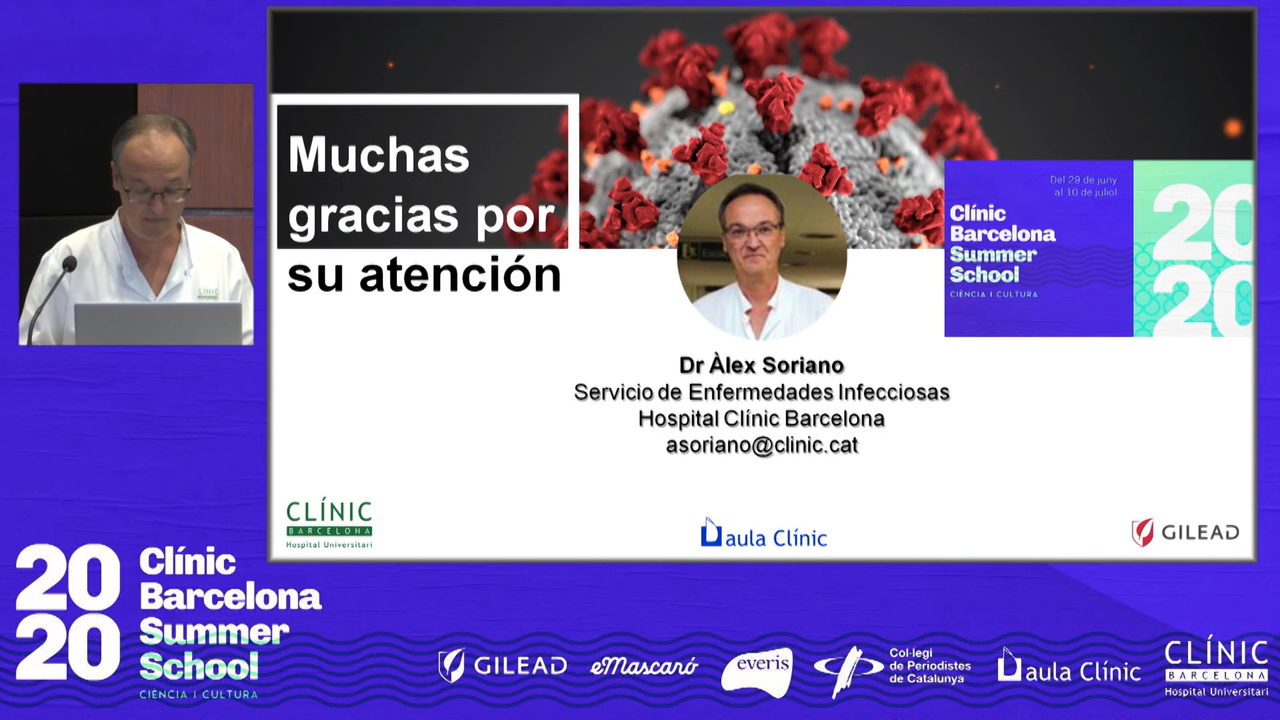 Muchas
gracias por
su atención
Del 29 de juny
al 10 de juliol
Clínic
Barcelona
Summer
School
CIÈNCIA I CULTURA
20
20
CLÍNIC
Dr Àlex Soriano
Servicio de Enfermedades Infecciosas
Hospital Clínic Barcelona
asoriano@clinic.cat
CLÍNIC
BARCELONA
Hospital Universitari
aula Clínic
GILEAD
20
20
Clínic
Barcelona
Summer
School
CIÈNCIA I CULTURA
GILEAD
eMascaró
everis
Col·legi
de Periodistes
de Catalunya
aula Clínic
CLÍNIC
BARCELONA
Hospital Universitari